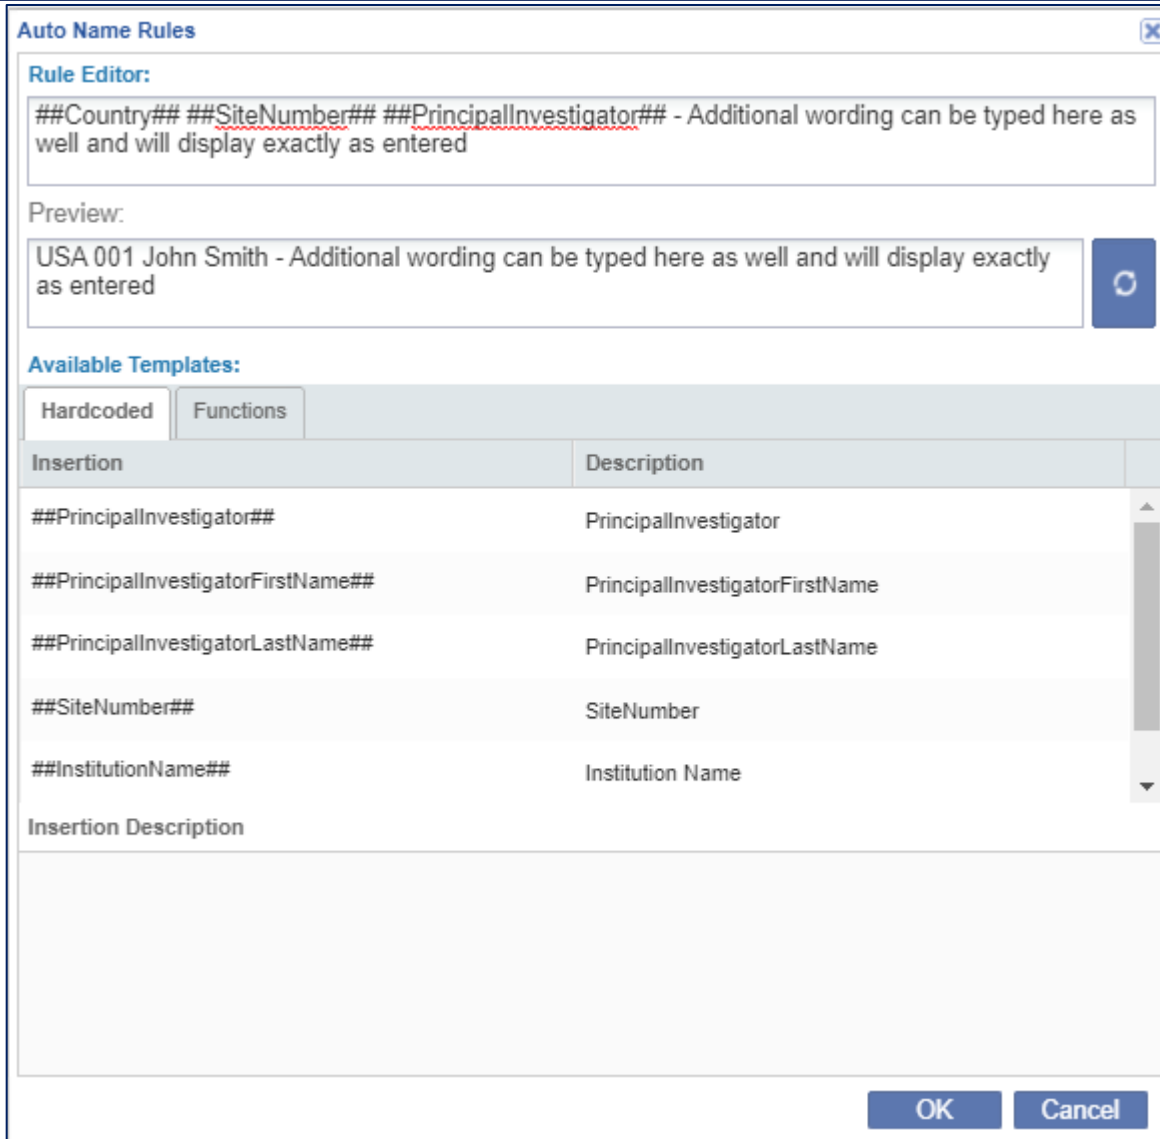 Auto Name Rules
Rule Editor:
##Country## ##SiteNumber## ##PrincipalInvestigator## - Additional wording can be typed here as
well and will display exactly as entered
Preview:
USA 001 John Smith - Additional wording can be typed here as well and will display exactly
as entered
Available Templates:
Hardcoded Functions
Insertion Description
##PrincipalInvestigator## PrincipalInvestigator
##PrincipalInvestigatorFirstName## PrincipalInvestigatorFirstName
##PrincipalInvestigatorLastName## PrincipalInvestigatorLastName
##SiteNumber## SiteNumber
##InstitutionName## Institution Name
Insertion Description
OK Cancel